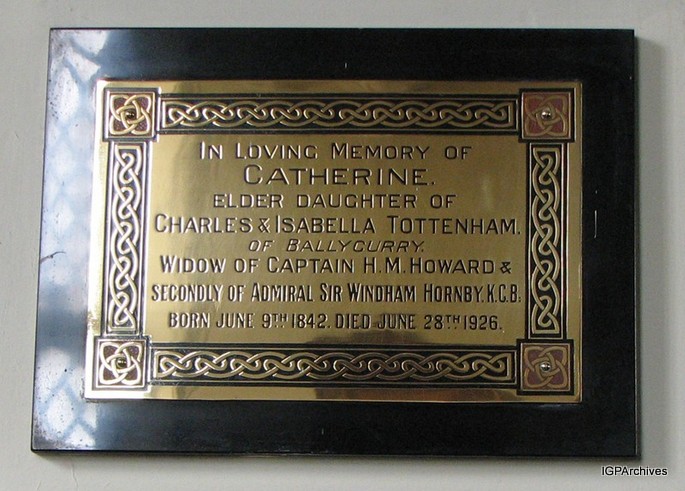 IN LOVING MEMORY OF
CATHERINE.
ELDER DAUGHTER OF
CHARLES & ISABELLA TOTTENHAM.
OF BALLYCURRY.
WIDOW OF CAPTAIN H.M. HOWARD &
SECONDLY OF ADMIRAL SIR WINDHAM HORNBY. K.C.B;
BORN JUNE 9TH 1842. DIED JUNE 28TH 1926.
IGPArchives